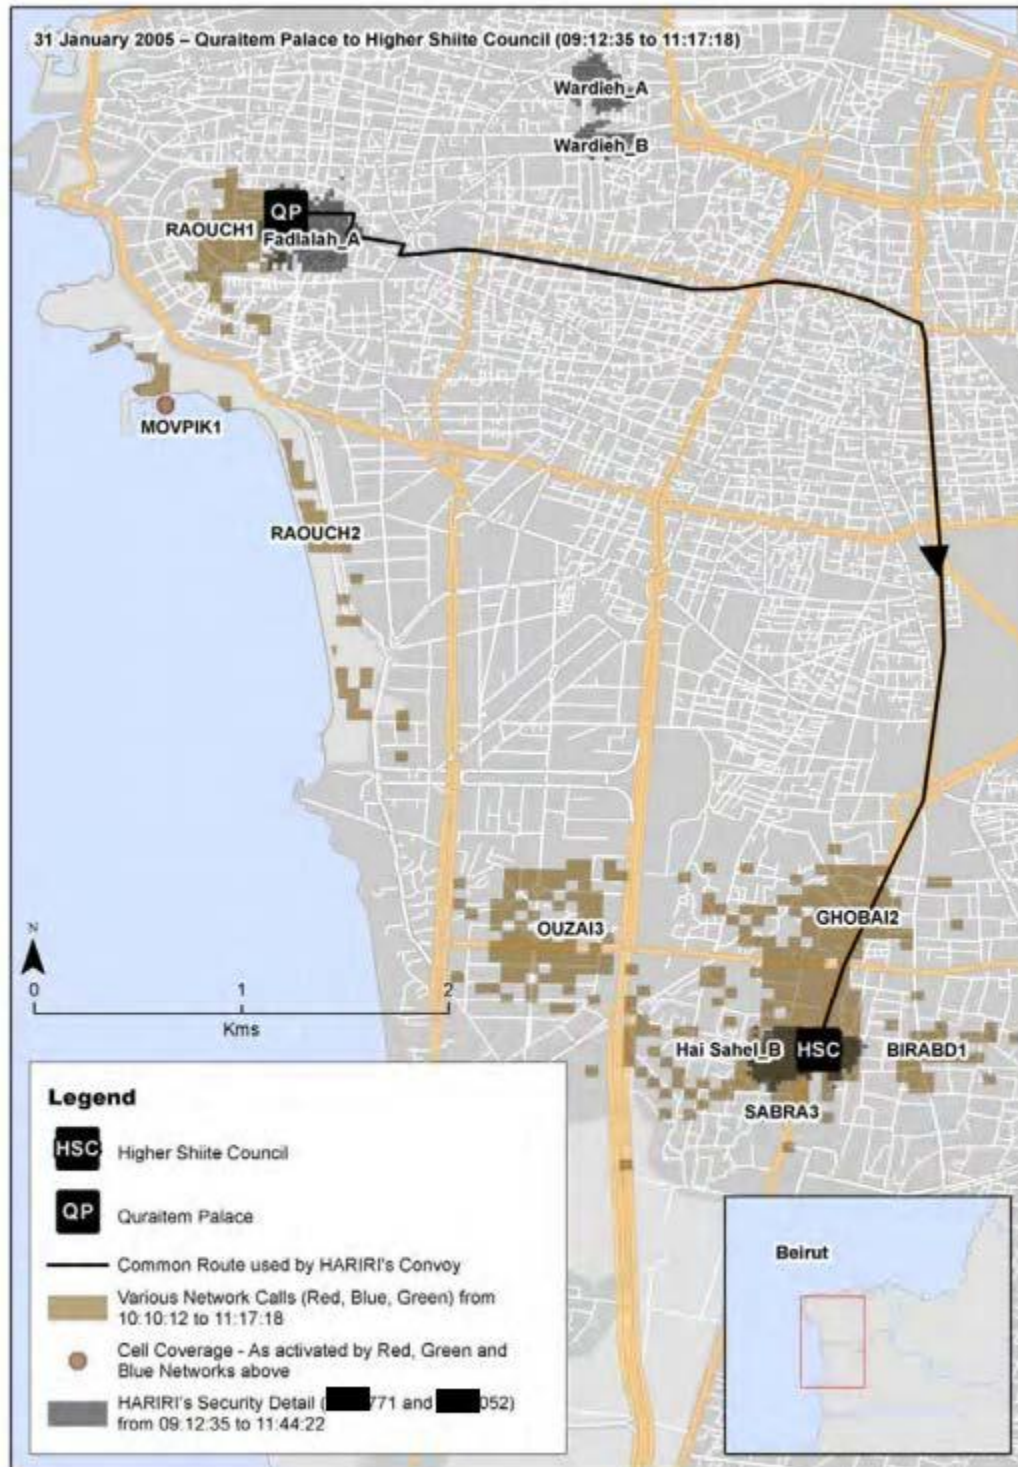 31 January 2005 – Quraitem Palace to Higher Shiite Council (09:12:35 to 11:17:18)
Wardieh_A
Wardieh_B
QP
RAOUCH1
Fadlalah_A
MOVPIK1
RAOUCH2
GHOBAI2
OUZAI3
N
0
1
2
Kms
Hai Sahel_B
HSC
BIRABD1
SABRA3
Legend
HSC
Higher Shiite Council
QP
Quraitem Palace
Common Route used by HARIRI's Convoy
Various Network Calls (Red, Blue, Green) from
10:10:12 to 11:17:18
Cell Coverage - As activated by Red, Green and
Blue Networks above
HARIRI's Security Detail ( 771 and 052)
from 09:12:35 to 11:44:22
Beirut